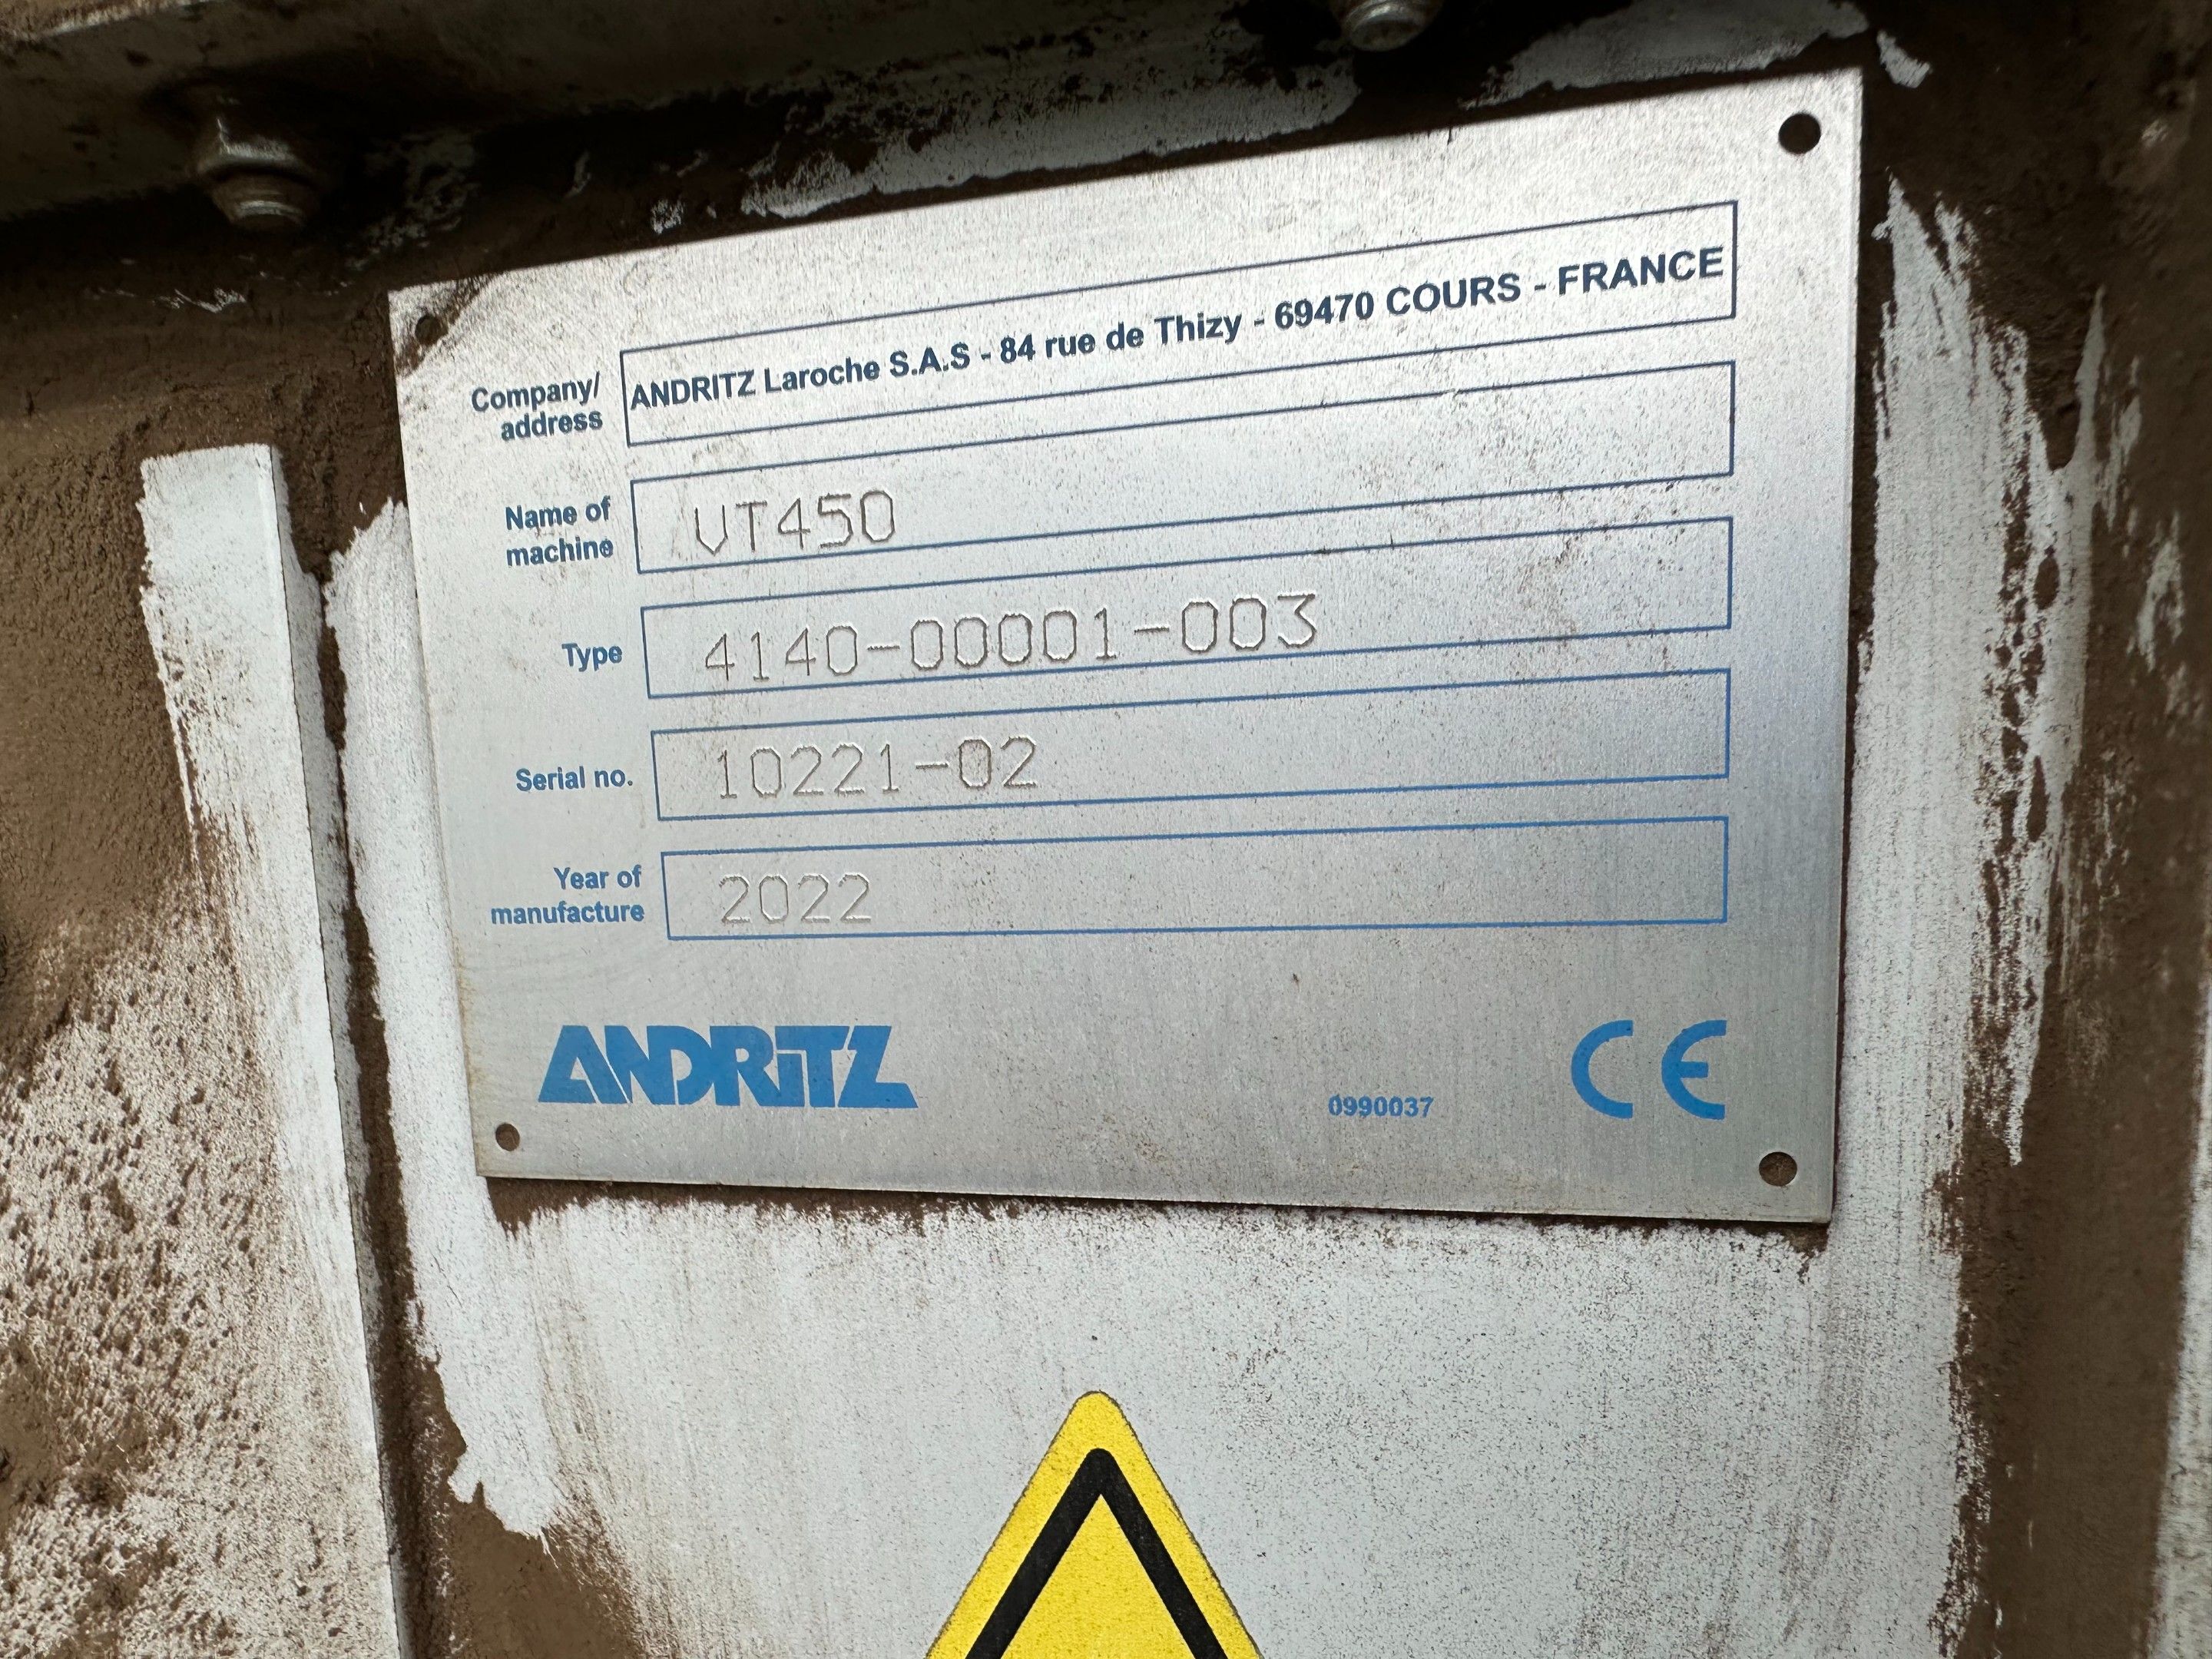 Company/
address
ANDRITZ Laroche S.A.S - 84 rue de Thizy - 69470 COURS - FRANCE
Name of
machine
VT450
Type
4140-00001-003
Serial no.
10221-02
Year of
manufacture
2022
ANDRITZ
0990037
CE